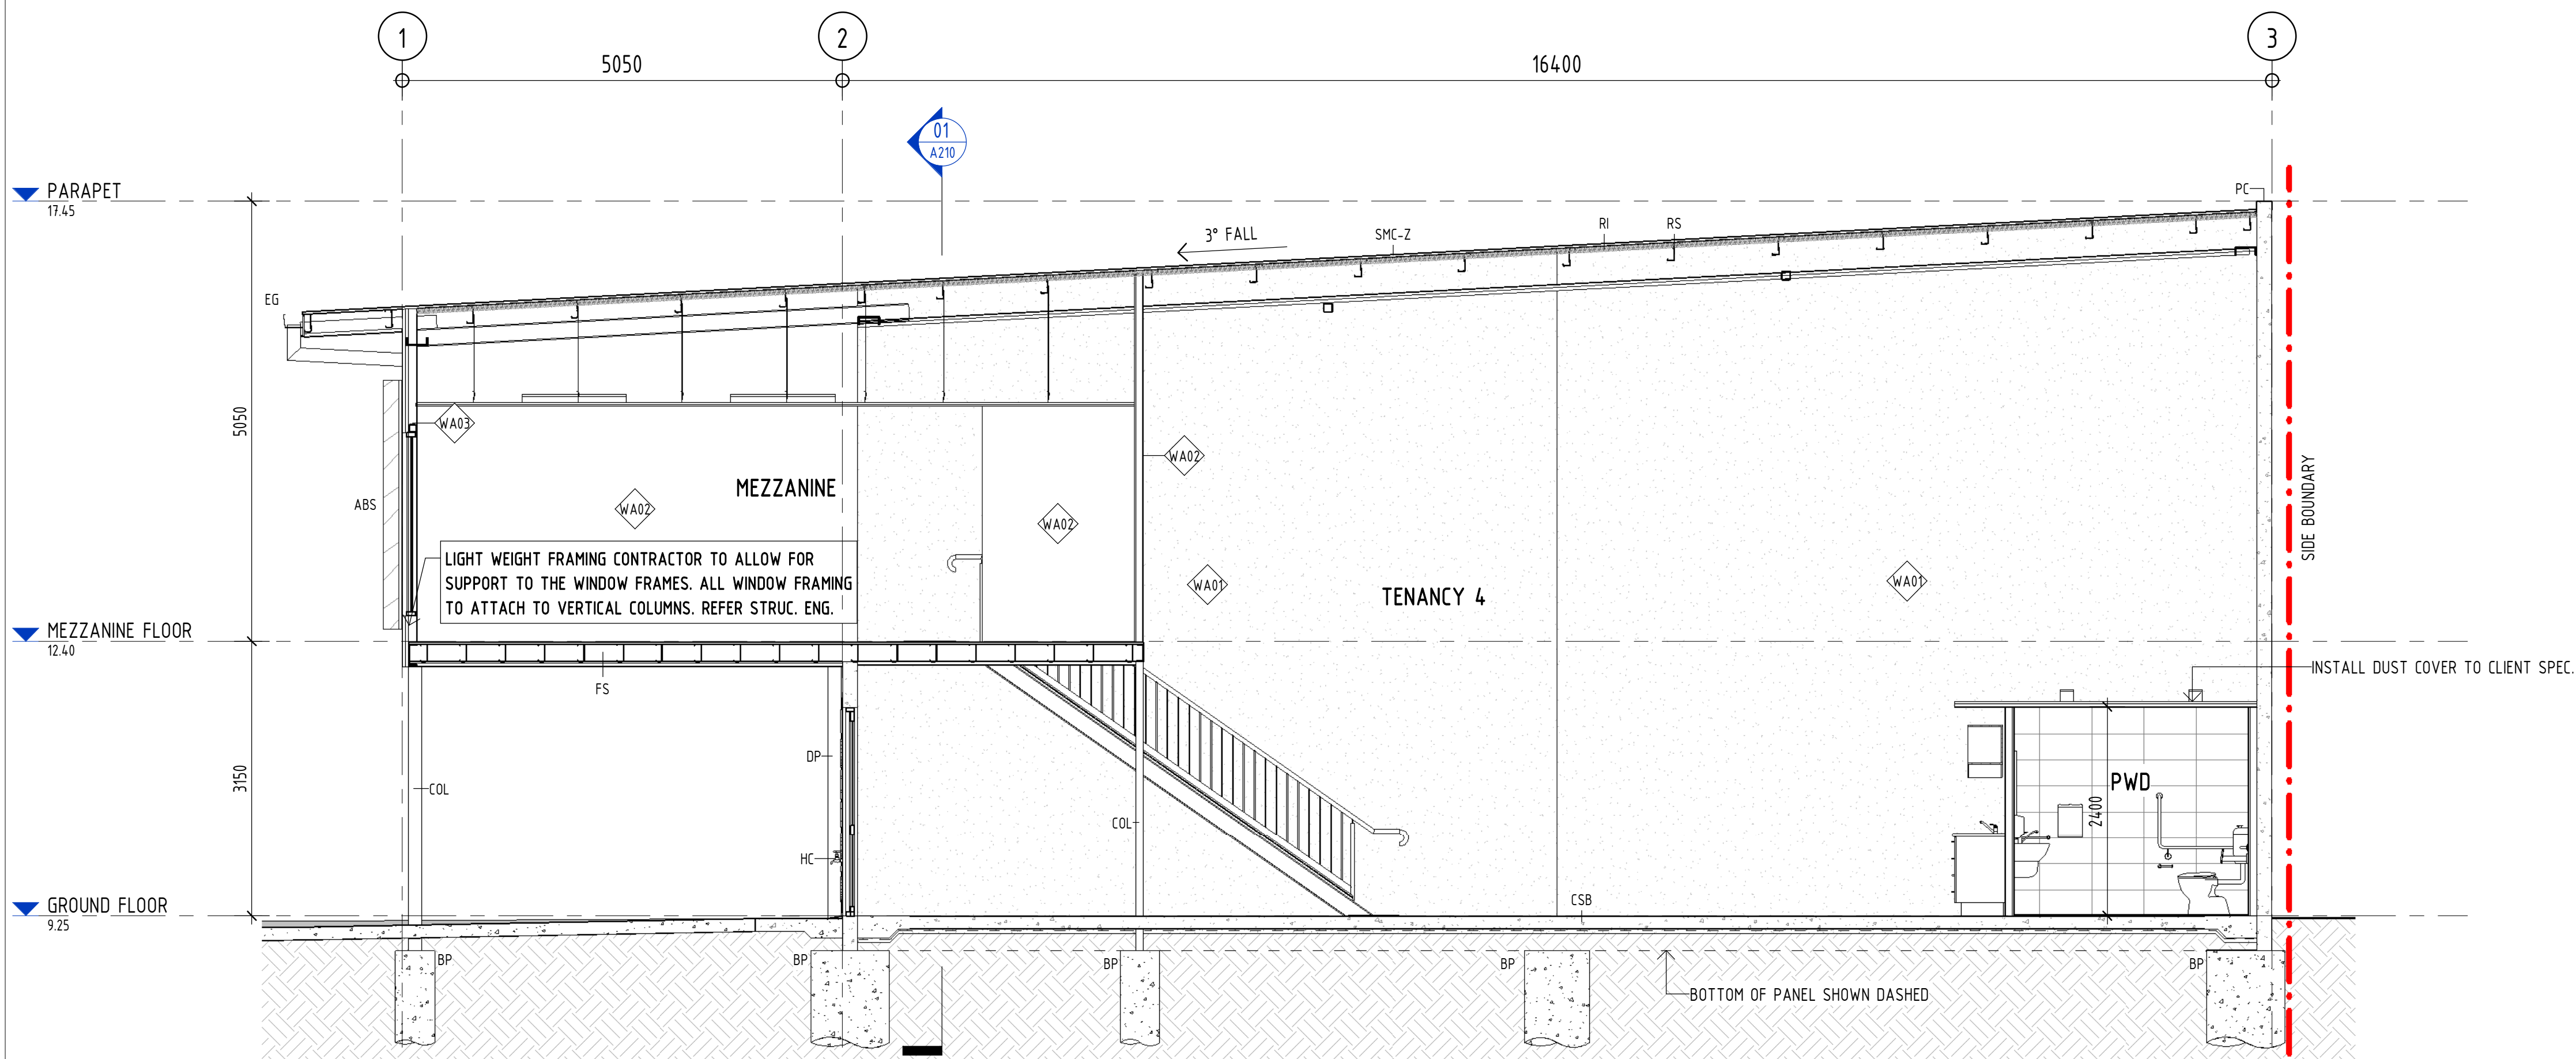 1
2
3
5050
16400
01
A210
PARAPET
17.45
PC
3° FALL
SMC-Z
RI
RS
EG
WA03
5050
ABS
MEZZANINE
WA02
WA02
WA02
SIDE BOUNDARY
LIGHT WEIGHT FRAMING CONTRACTOR TO ALLOW FOR
SUPPORT TO THE WINDOW FRAMES. ALL WINDOW FRAMING
TO ATTACH TO VERTICAL COLUMNS. REFER STRUC. ENG.
WA01
TENANCY 4
WA01
MEZZANINE FLOOR
12.40
FS
INSTALL DUST COVER TO CLIENT SPEC.
3150
DP
COL
COL
HC
PWD
2400
GROUND FLOOR
9.25
CSB
BP
BP
BP
BP
BP
BOTTOM OF PANEL SHOWN DASHED